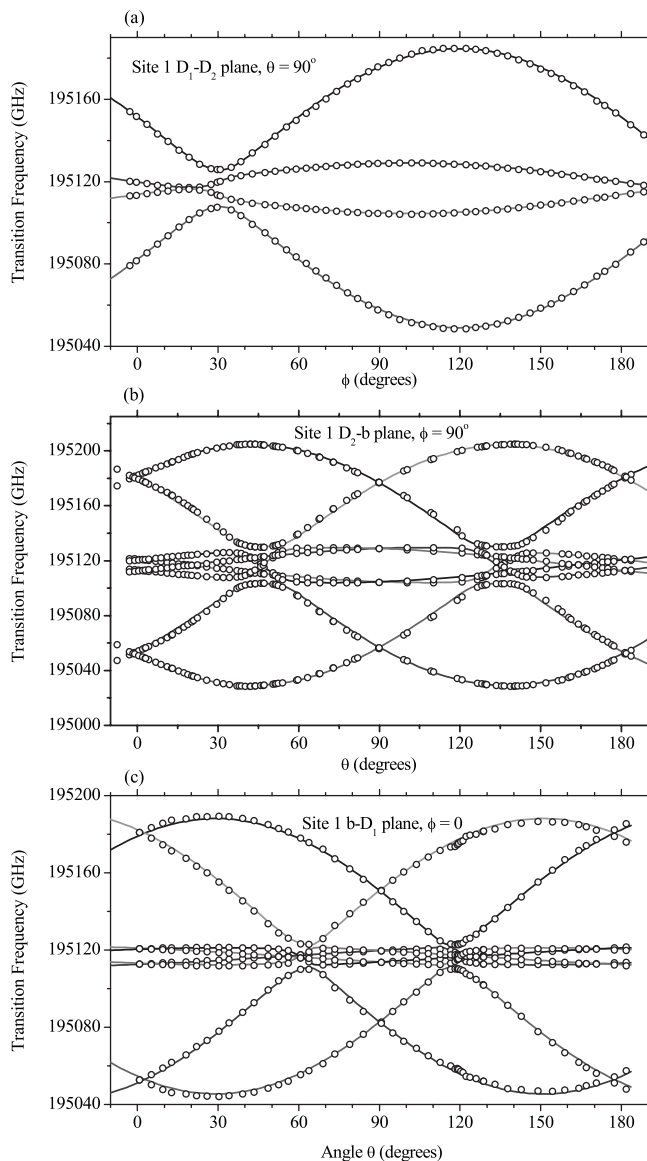 (a)
Site 1 D1-D2 plane, θ = 90°
Transition Frequency (GHz)
195160
195120
195080
195040
0 30 60 90 120 150 180
ϕ (degrees)
(b)
Site 1 D2-b plane, ϕ = 90°
Transition Frequency (GHz)
195200
195160
195120
195080
195040
195000
0 30 60 90 120 150 180
θ (degrees)
(c)
Site 1 b-D1 plane, ϕ = 0
Transition Frequency (GHz)
195200
195160
195120
195080
195040
0 30 60 90 120 150 180
Angle θ (degrees)